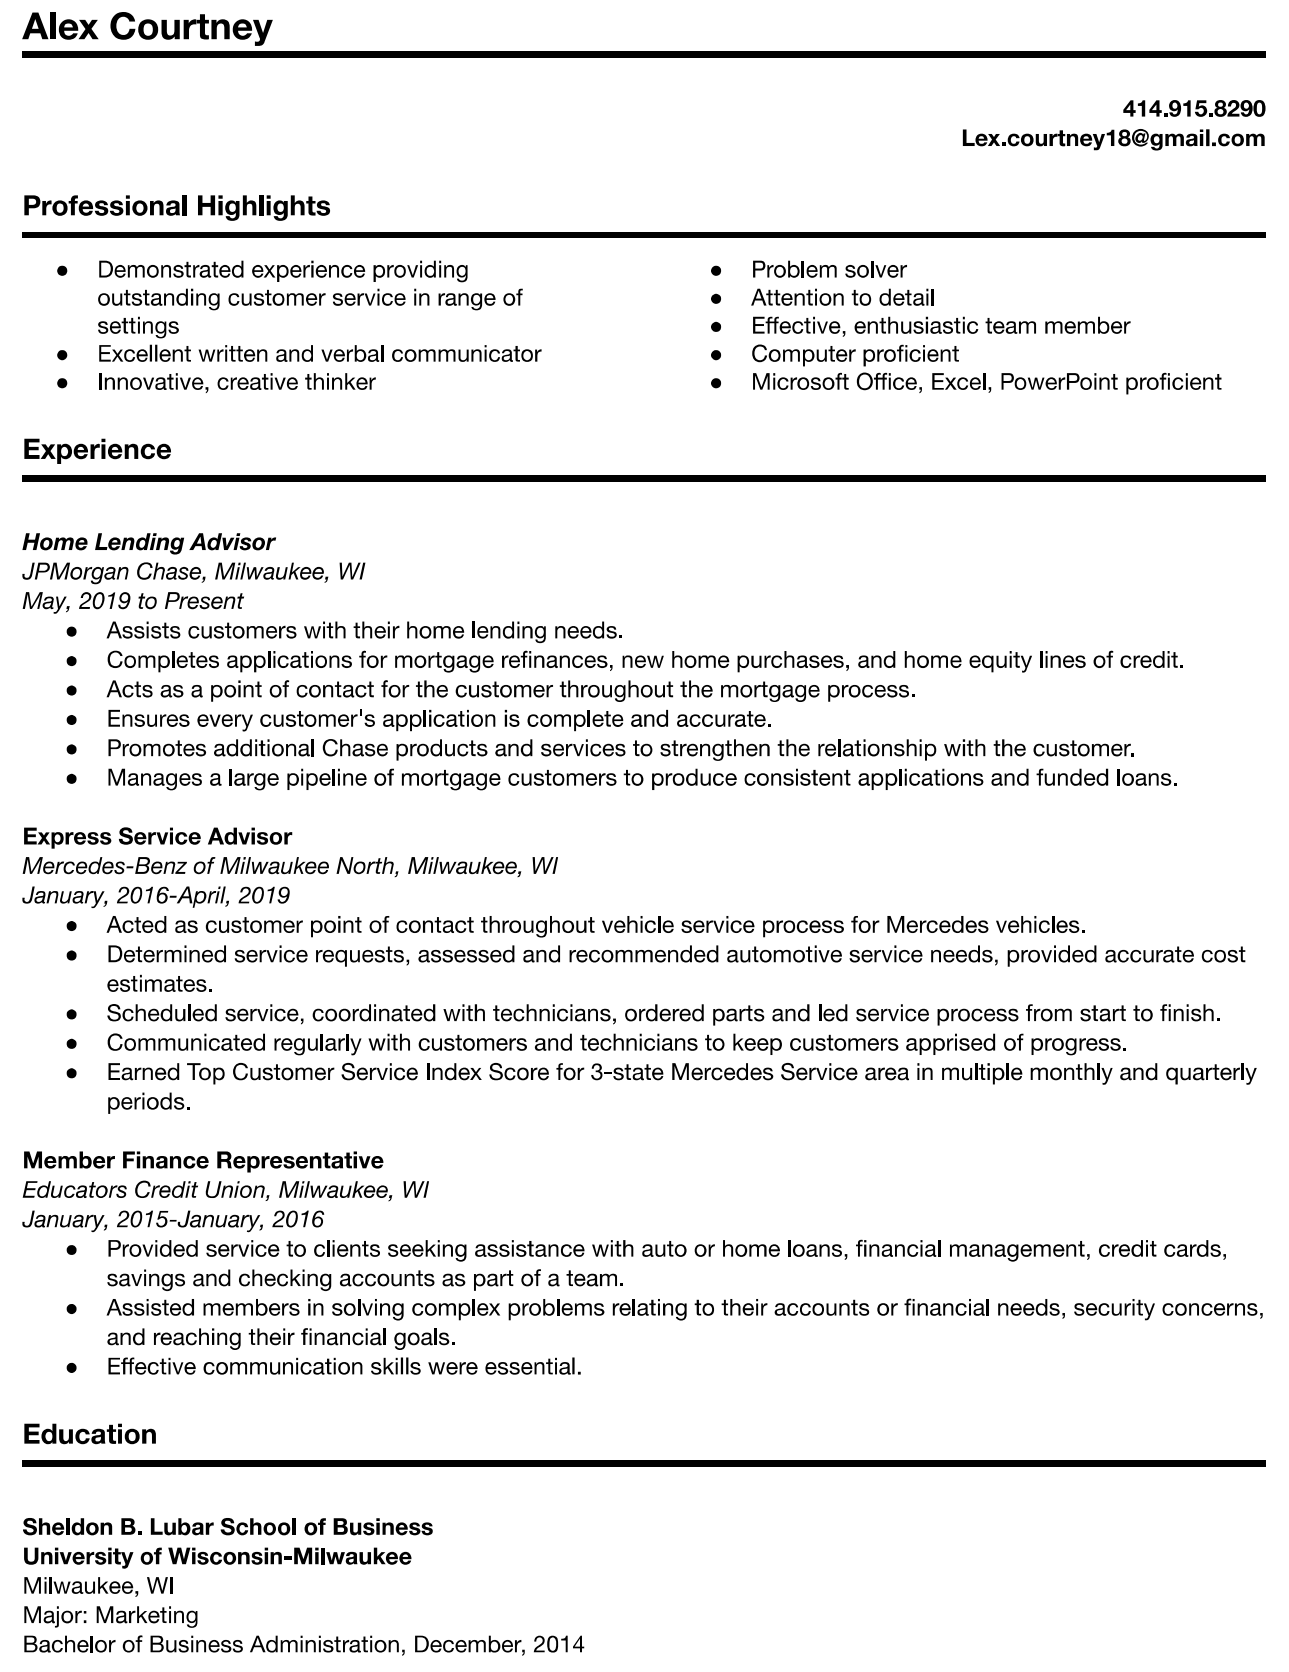 Alex Courtney
414.915.8290
Lex.courtney18@gmail.com
Professional Highlights
● Demonstrated experience providing
outstanding customer service in range of
settings
● Excellent written and verbal communicator
● Innovative, creative thinker
● Problem solver
● Attention to detail
● Effective, enthusiastic team member
● Computer proficient
● Microsoft Office, Excel, PowerPoint proficient
Experience
Home Lending Advisor
JPMorgan Chase, Milwaukee, WI
May, 2019 to Present
● Assists customers with their home lending needs.
● Completes applications for mortgage refinances, new home purchases, and home equity lines of credit.
● Acts as a point of contact for the customer throughout the mortgage process.
● Ensures every customer's application is complete and accurate.
● Promotes additional Chase products and services to strengthen the relationship with the customer.
● Manages a large pipeline of mortgage customers to produce consistent applications and funded loans.
Express Service Advisor
Mercedes-Benz of Milwaukee North, Milwaukee, WI
January, 2016-April, 2019
● Acted as customer point of contact throughout vehicle service process for Mercedes vehicles.
● Determined service requests, assessed and recommended automotive service needs, provided accurate cost
estimates.
● Scheduled service, coordinated with technicians, ordered parts and led service process from start to finish.
● Communicated regularly with customers and technicians to keep customers apprised of progress.
● Earned Top Customer Service Index Score for 3-state Mercedes Service area in multiple monthly and quarterly
periods.
Member Finance Representative
Educators Credit Union, Milwaukee, WI
January, 2015-January, 2016
● Provided service to clients seeking assistance with auto or home loans, financial management, credit cards,
savings and checking accounts as part of a team.
● Assisted members in solving complex problems relating to their accounts or financial needs, security concerns,
and reaching their financial goals.
● Effective communication skills were essential.
Education
Sheldon B. Lubar School of Business
University of Wisconsin-Milwaukee
Milwaukee, WI
Major: Marketing
Bachelor of Business Administration, December, 2014